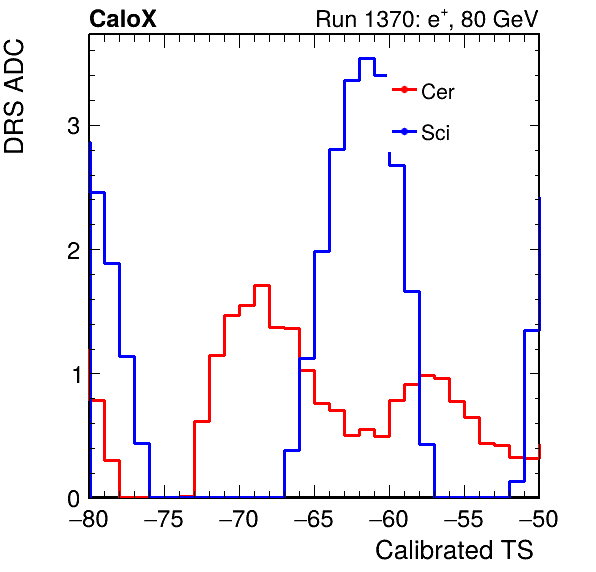 CaloX Run 1370: e⁺, 80 GeV
DRS ADC
Cer
Sci
3
2
1
0
−80 −75 −70 −65 −60 −55 −50
Calibrated TS